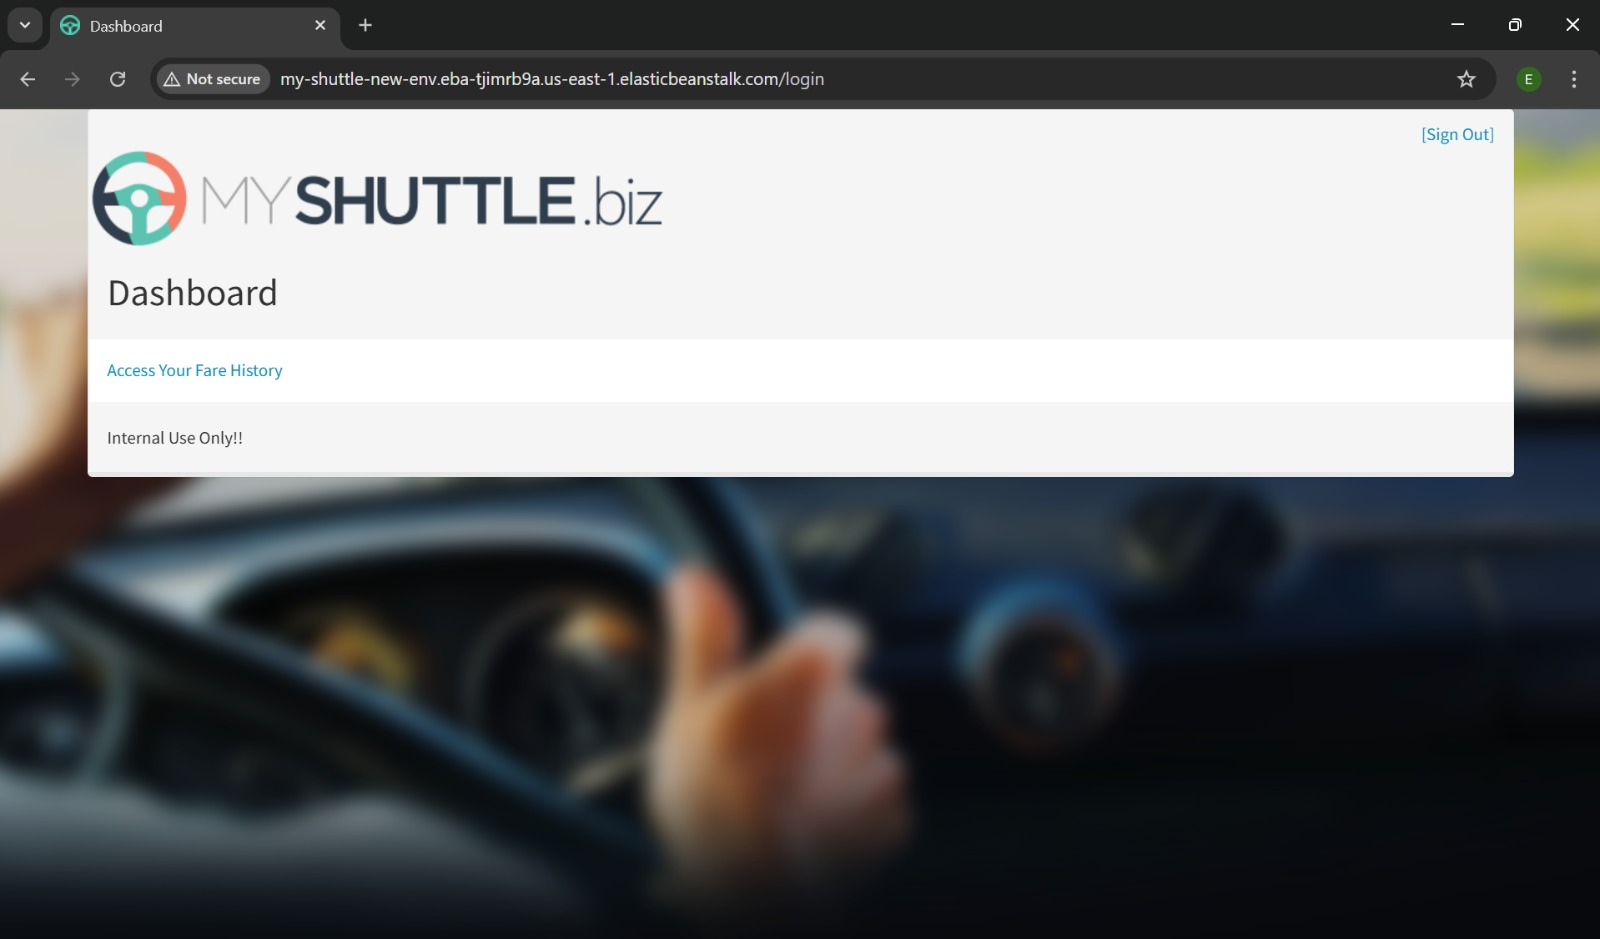 Dashboard
Not secure
my-shuttle-new-env.eba-tjimrb9a.us-east-1.elasticbeanstalk.com/login
E
[Sign Out]
MYSHUTTLE.biz
Dashboard
Access Your Fare History
Internal Use Only!!